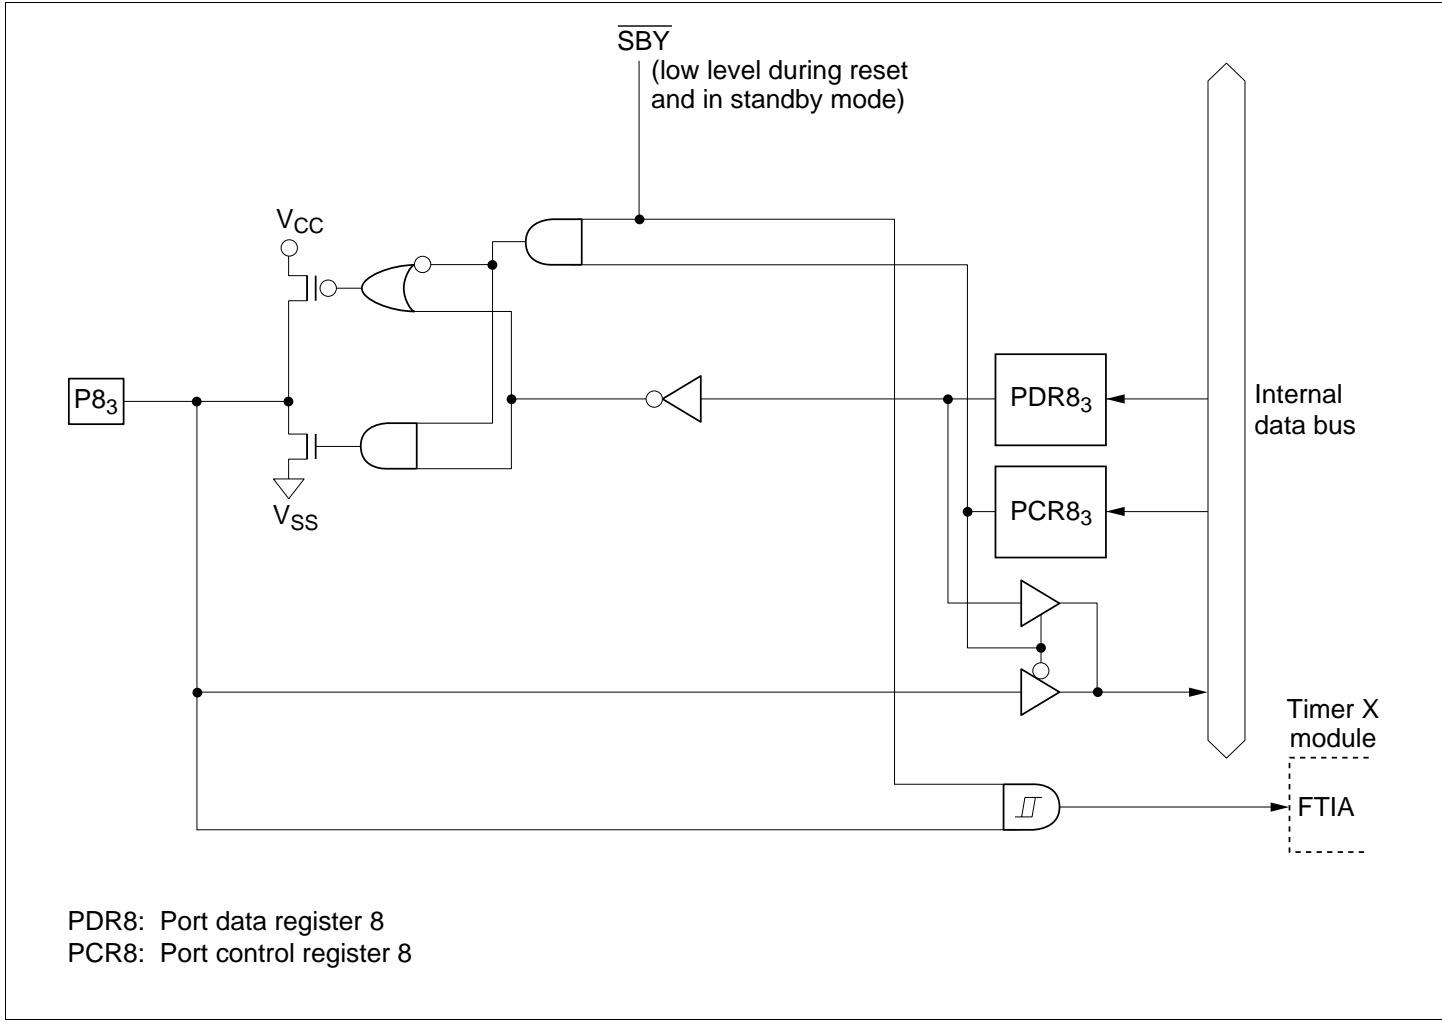 SBY
(low level during reset
and in standby mode)
VCC
P83
VSS
PDR83
PCR83
Internal
data bus
Timer X
module
FTIA
PDR8: Port data register 8
PCR8: Port control register 8